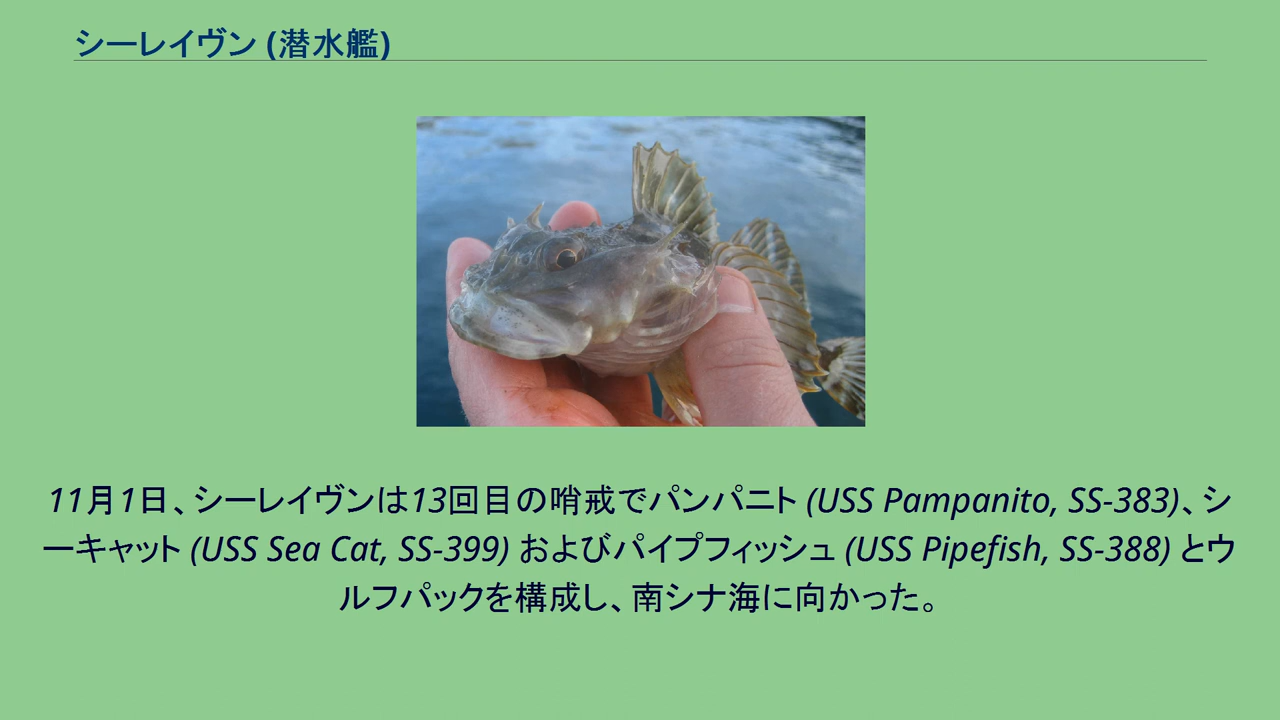 シーレイヴン (潜水艦)
11月1日、シーレイヴンは13回目の哨戒でパンパニト (USS Pampanito, SS-383)、シ
ーキャット (USS Sea Cat, SS-399) およびパイプフィッシュ (USS Pipefish, SS-388) とウ
ルフパックを構成し、南シナ海に向かった。